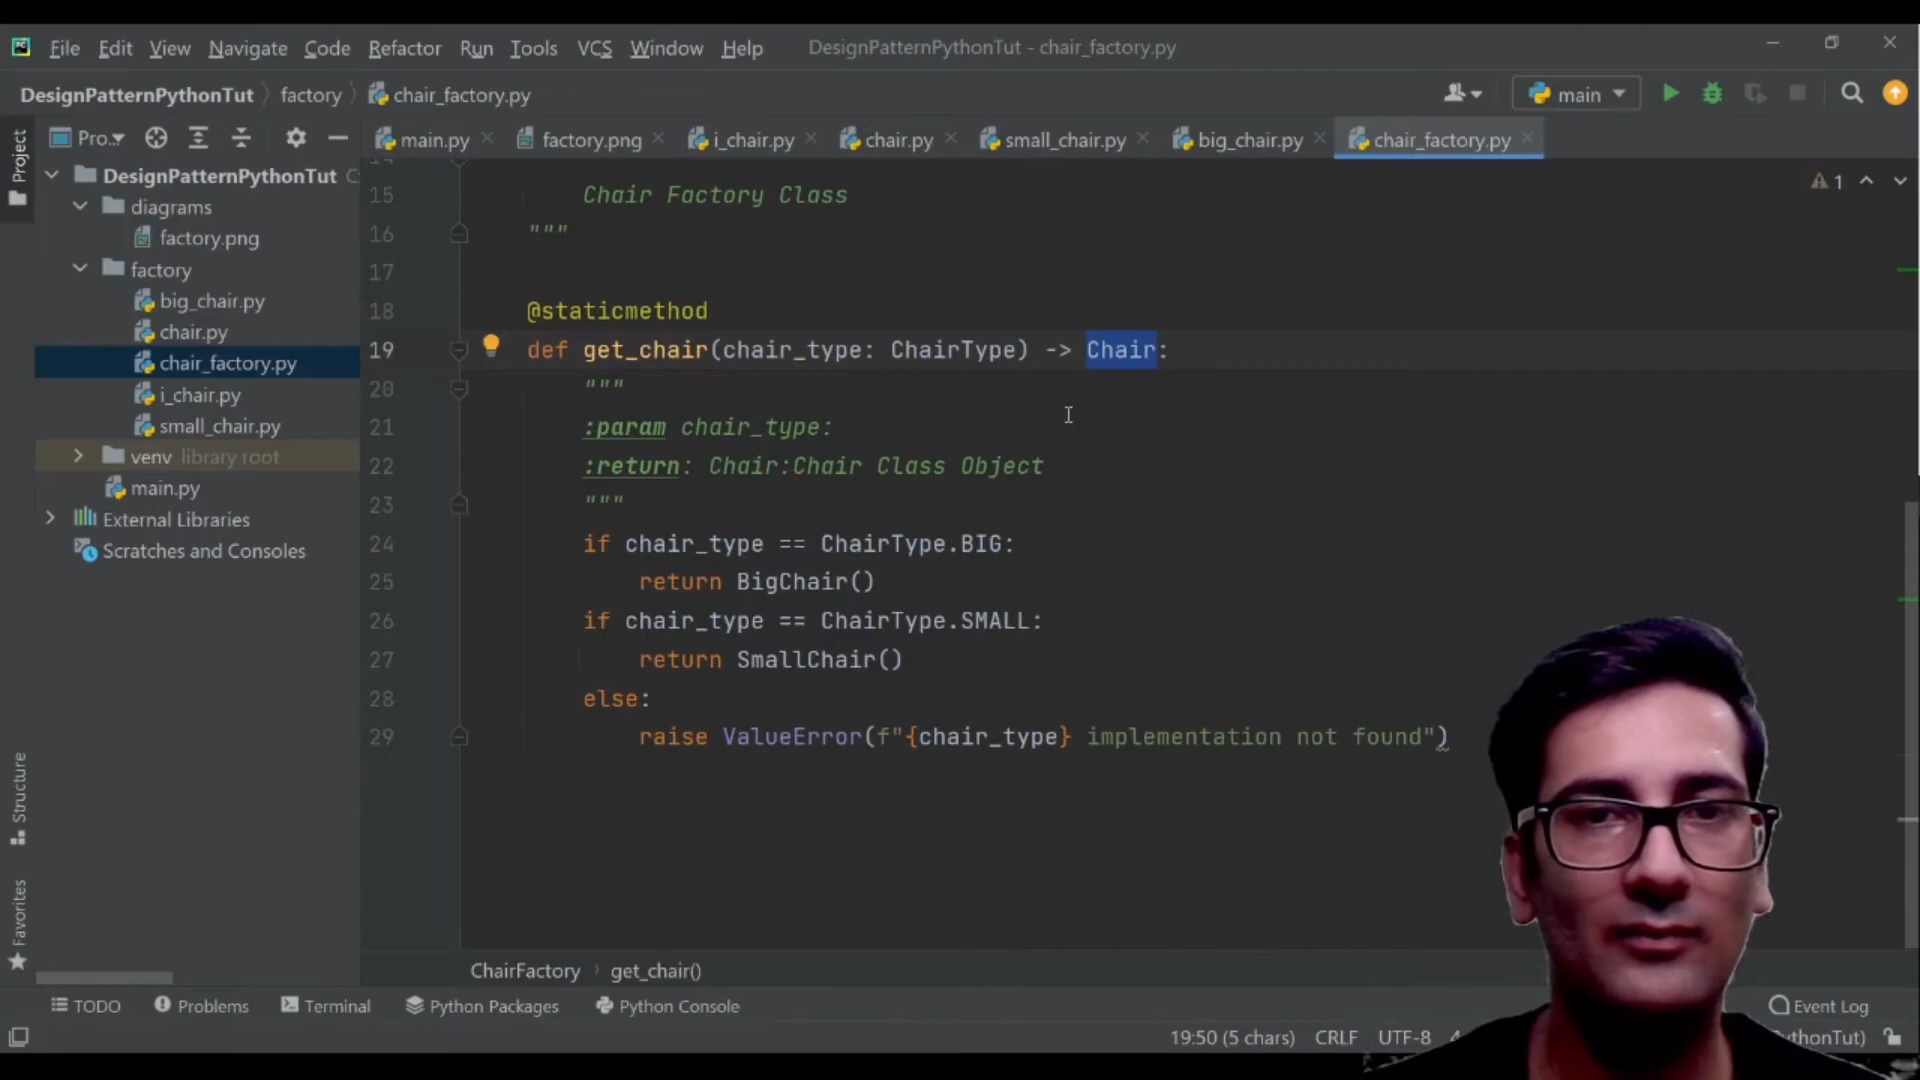 File Edit View Navigate Code Refactor Run Tools VCS Window Help DesignPatternPythonTut - chair_factory.py
DesignPatternPythonTut factory chair_factory.py main
Project
Pro... main.py factory.png i_chair.py chair.py small_chair.py big_chair.py chair_factory.py
DesignPatternPythonTut
diagrams
factory.png
factory
big_chair.py
chair.py
chair_factory.py
i_chair.py
small_chair.py
venv library root
main.py
External Libraries
Scratches and Consoles
1
15 Chair Factory Class
16 """
17
18 @staticmethod
19 def get_chair(chair_type: ChairType) -> Chair:
20 """
21 :param chair_type:
22 :return: Chair:Chair Class Object
23 """
24 if chair_type == ChairType.BIG:
25 return BigChair()
26 if chair_type == ChairType.SMALL:
27 return SmallChair()
28 else:
29 raise ValueError(f"{chair_type} implementation not found")
Structure
Favorites
ChairFactory get_chair()
TODO Problems Terminal Python Packages Python Console Event Log
19:50 (5 chars) CRLF UTF-8 ythonTut)